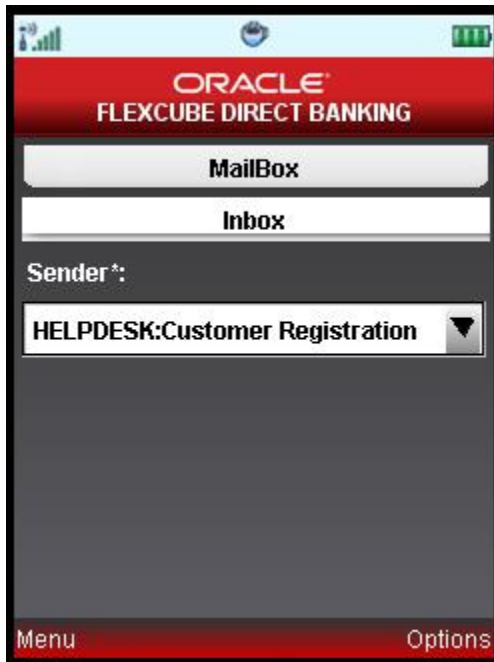 ORACLE
FLEXCUBE DIRECT BANKING
MailBox
Inbox
Sender*:
HELPDESK:Customer Registration
Menu Options